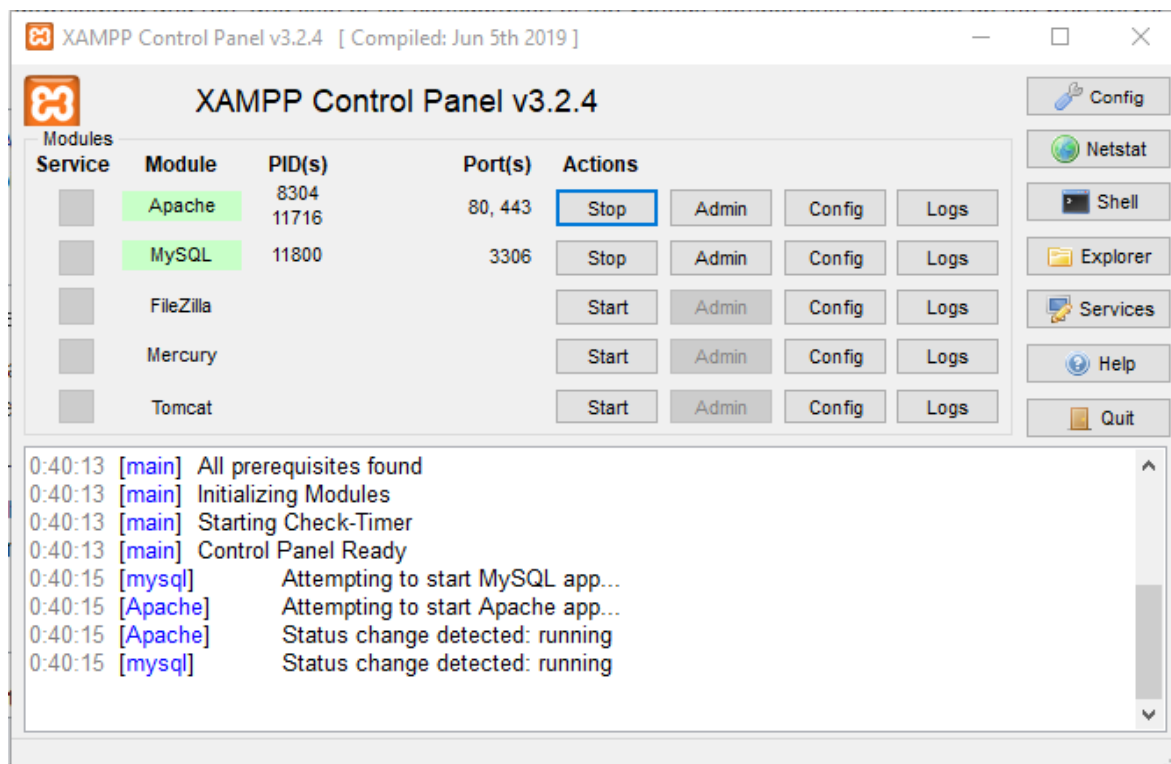 XAMPP Control Panel v3.2.4 [ Compiled: Jun 5th 2019 ]
XAMPP Control Panel v3.2.4
Config
Modules
Netstat
Service Module PID(s) Port(s) Actions
Apache 8304 11716 80, 443 Stop Admin Config Logs
Shell
MySQL 11800 3306 Stop Admin Config Logs
Explorer
FileZilla Start Admin Config Logs
Services
Mercury Start Admin Config Logs
Help
Tomcat Start Admin Config Logs
Quit
0:40:13 [main] All prerequisites found
0:40:13 [main] Initializing Modules
0:40:13 [main] Starting Check-Timer
0:40:13 [main] Control Panel Ready
0:40:15 [mysql] Attempting to start MySQL app...
0:40:15 [Apache] Attempting to start Apache app...
0:40:15 [Apache] Status change detected: running
0:40:15 [mysql] Status change detected: running